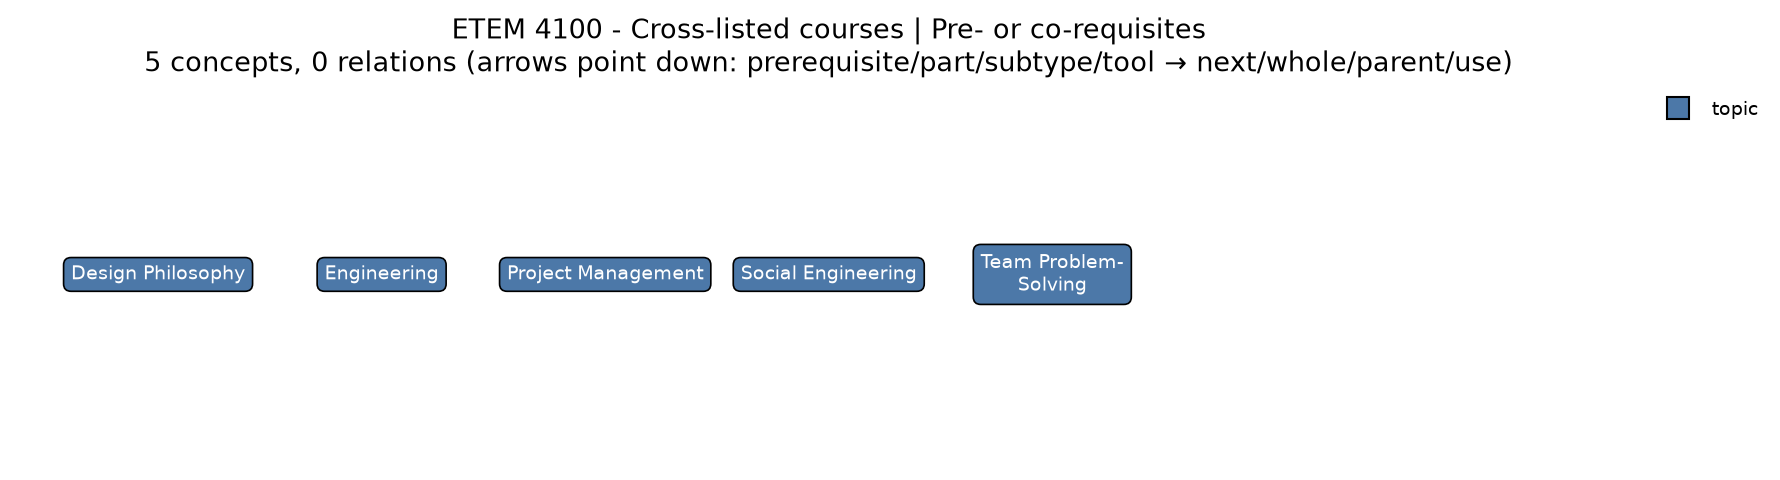 ETEM 4100 - Cross-listed courses | Pre- or co-requisites
5 concepts, 0 relations (arrows point down: prerequisite/part/subtype/tool → next/whole/parent/use)
topic
Design Philosophy
Engineering
Project Management
Social Engineering
Team Problem-
Solving